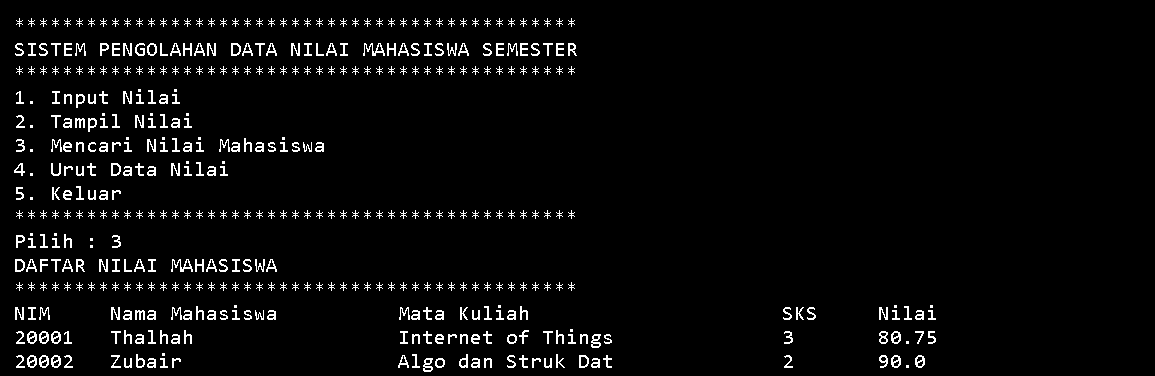 ***********************************************
SISTEM PENGOLAHAN DATA NILAI MAHASISWA SEMESTER
***********************************************
1. Input Nilai
2. Tampil Nilai
3. Mencari Nilai Mahasiswa
4. Urut Data Nilai
5. Keluar
***********************************************
Pilih : 3
DAFTAR NILAI MAHASISWA
***********************************************
NIM     Nama Mahasiswa          Mata Kuliah                     SKS     Nilai
20001   Thalhah                 Internet of Things              3       80.75
20002   Zubair                  Algo dan Struk Dat              2       90.0